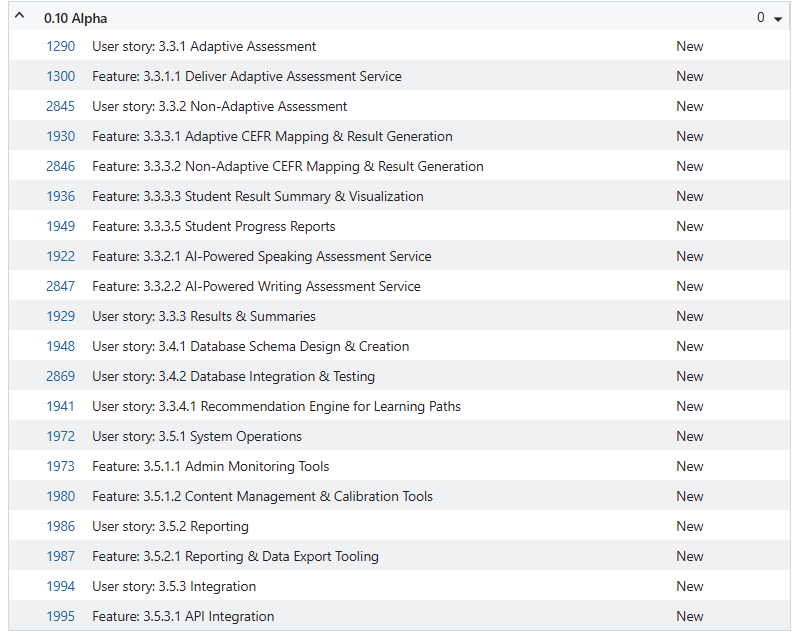 0.10 Alpha 0
1290 User story: 3.3.1 Adaptive Assessment New
1300 Feature: 3.3.1.1 Deliver Adaptive Assessment Service New
2845 User story: 3.3.2 Non-Adaptive Assessment New
1930 Feature: 3.3.3.1 Adaptive CEFR Mapping & Result Generation New
2846 Feature: 3.3.3.2 Non-Adaptive CEFR Mapping & Result Generation New
1936 Feature: 3.3.3.3 Student Result Summary & Visualization New
1949 Feature: 3.3.3.5 Student Progress Reports New
1922 Feature: 3.3.2.1 AI-Powered Speaking Assessment Service New
2847 Feature: 3.3.2.2 AI-Powered Writing Assessment Service New
1929 User story: 3.3.3 Results & Summaries New
1948 User story: 3.4.1 Database Schema Design & Creation New
2869 User story: 3.4.2 Database Integration & Testing New
1941 User story: 3.3.4.1 Recommendation Engine for Learning Paths New
1972 User story: 3.5.1 System Operations New
1973 Feature: 3.5.1.1 Admin Monitoring Tools New
1980 Feature: 3.5.1.2 Content Management & Calibration Tools New
1986 User story: 3.5.2 Reporting New
1987 Feature: 3.5.2.1 Reporting & Data Export Tooling New
1994 User story: 3.5.3 Integration New
1995 Feature: 3.5.3.1 API Integration New